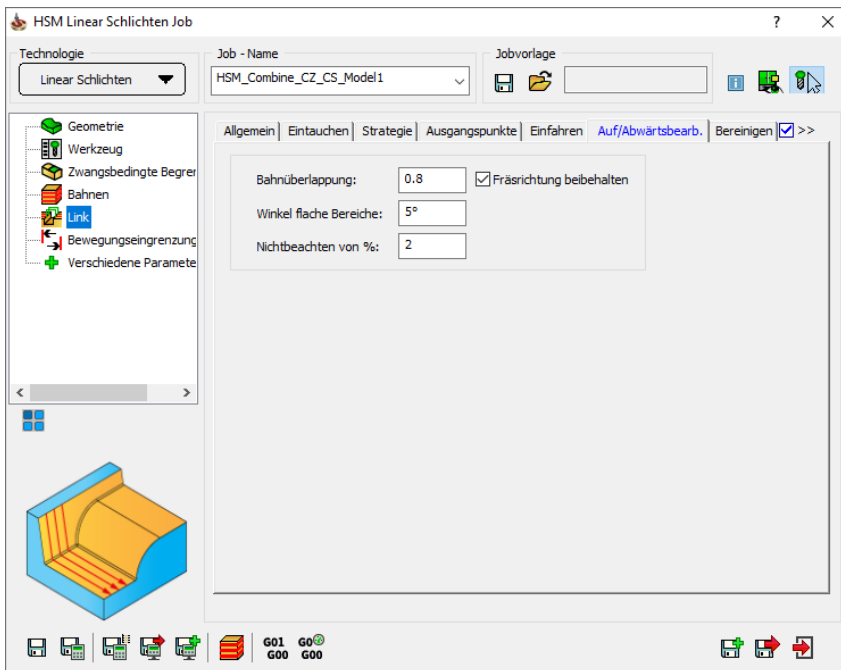 HSM Linear Schlichten Job
?
Technologie
Job - Name
Jobvorlage
Linear Schlichten
HSM_Combine_CZ_CS_Model1
Geometrie
Werkzeug
Zwangsbedingte Begrer
Bahnen
Link
Bewegungseingrenzung
Verschiedene Paramete
Allgemein Eintauchen Strategie Ausgangspunkte Einfahren Auf/Abwärtsbearb. Bereinigen >>
Bahnüberlappung: 0.8 Fräsrichtung beibehalten
Winkel flache Bereiche: 5°
Nichtbeachten von %: 2
G01 G0
G00 G00